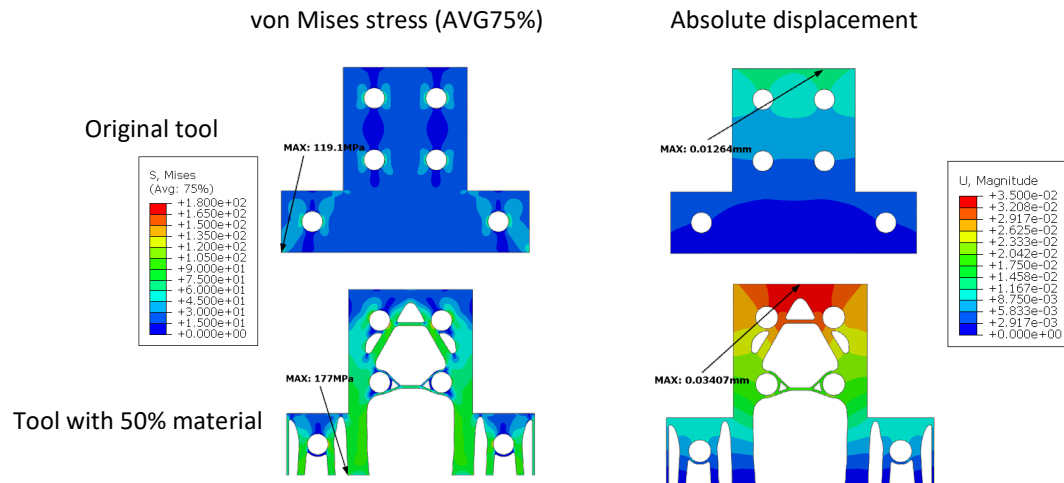 von Mises stress (AVG75%)
Absolute displacement
Original tool
MAX: 119.1MPa
MAX: 0.01264mm
S, Mises
(Avg: 75%)
+1.800e+02
+1.650e+02
+1.500e+02
+1.350e+02
+1.200e+02
+1.050e+02
+9.000e+01
+7.500e+01
+6.000e+01
+4.500e+01
+3.000e+01
+1.500e+01
+0.000e+00
U, Magnitude
+3.500e-02
+3.208e-02
+2.917e-02
+2.625e-02
+2.333e-02
+2.042e-02
+1.750e-02
+1.458e-02
+1.167e-02
+8.750e-03
+5.833e-03
+2.917e-03
+0.000e+00
MAX: 177MPa
MAX: 0.03407mm
Tool with 50% material